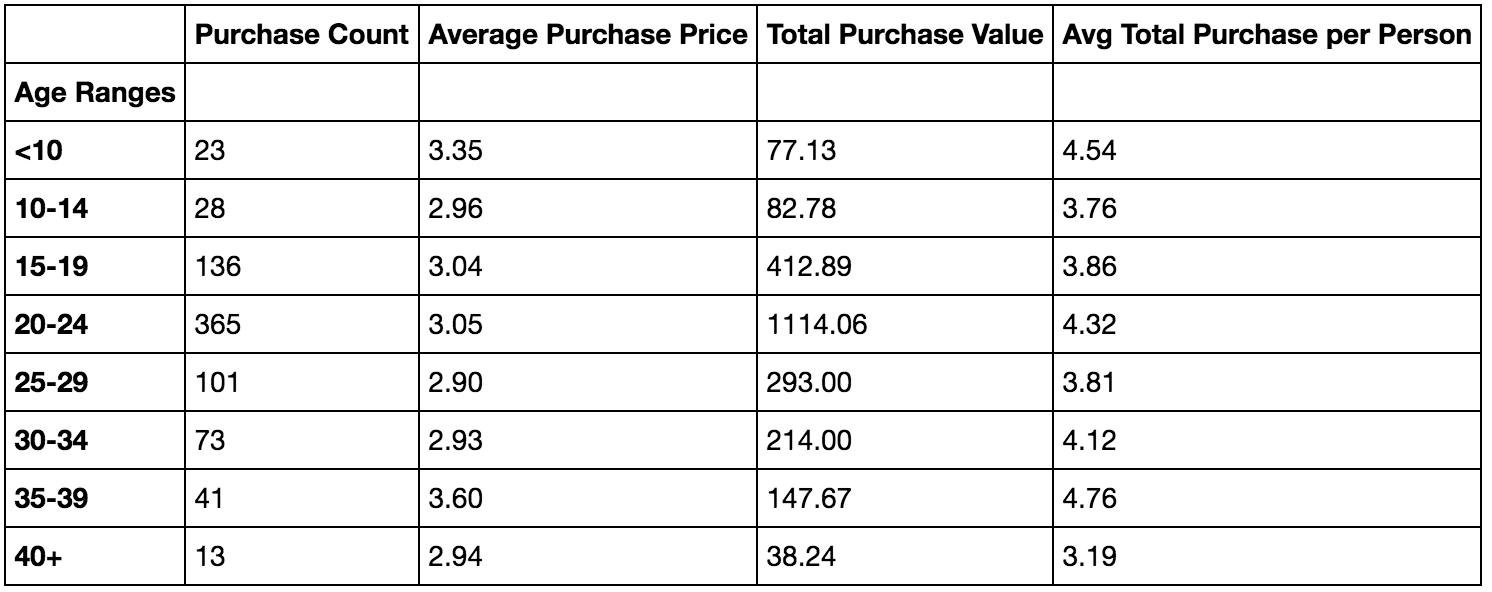 Purchase Count Average Purchase Price Total Purchase Value Avg Total Purchase per Person
Age Ranges
<10 23 3.35 77.13 4.54
10-14 28 2.96 82.78 3.76
15-19 136 3.04 412.89 3.86
20-24 365 3.05 1114.06 4.32
25-29 101 2.90 293.00 3.81
30-34 73 2.93 214.00 4.12
35-39 41 3.60 147.67 4.76
40+ 13 2.94 38.24 3.19